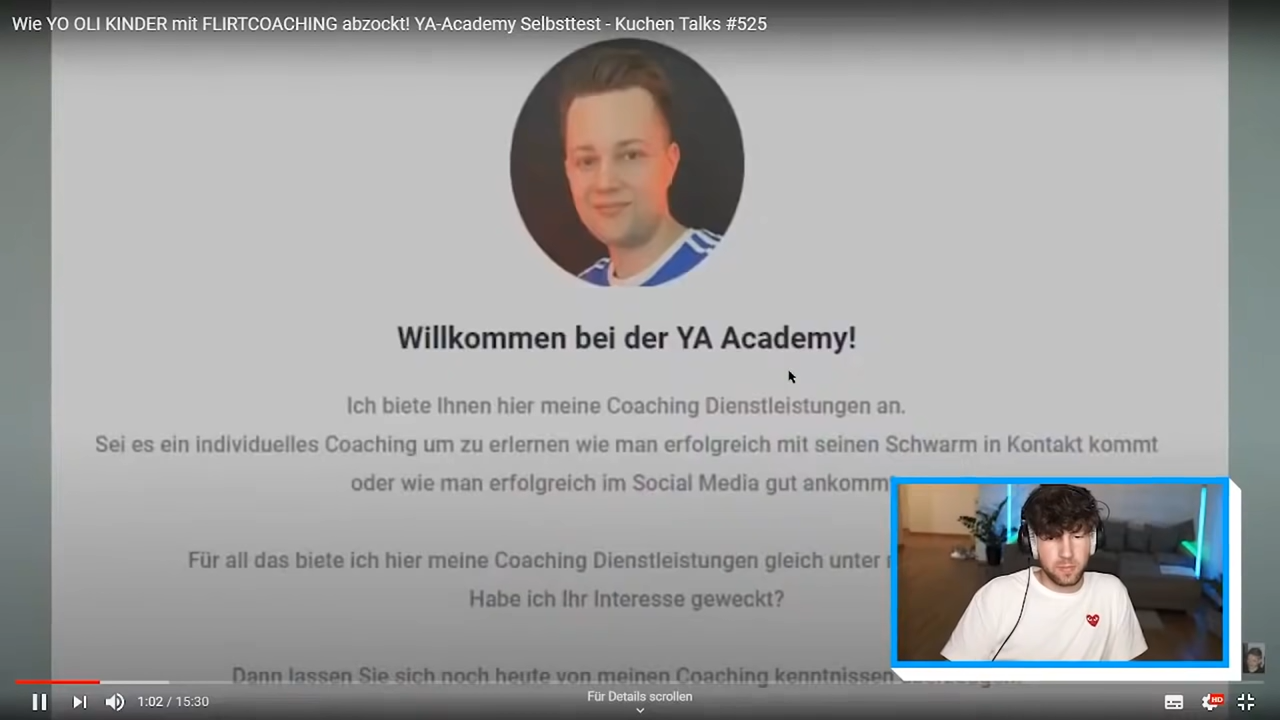 Wie YO OLI KINDER mit FLIRTCOACHING abzockt! YA-Academy Selbsttest - Kuchen Talks #525
Willkommen bei der YA Academy!
Ich biete Ihnen hier meine Coaching Dienstleistungen an.
Sei es ein individuelles Coaching um zu erlernen wie man erfolgreich mit seinen Schwarm in Kontakt kommt
oder wie man erfolgreich im Social Media gut ankommt
Für all das biete ich hier meine Coaching Dienstleistungen gleich unter
Habe ich Ihr Interesse geweckt?
Dann lassen Sie sich noch heute von meinen Coaching kenntnissen
1:02 / 15:30
Für Details scrollen
HD